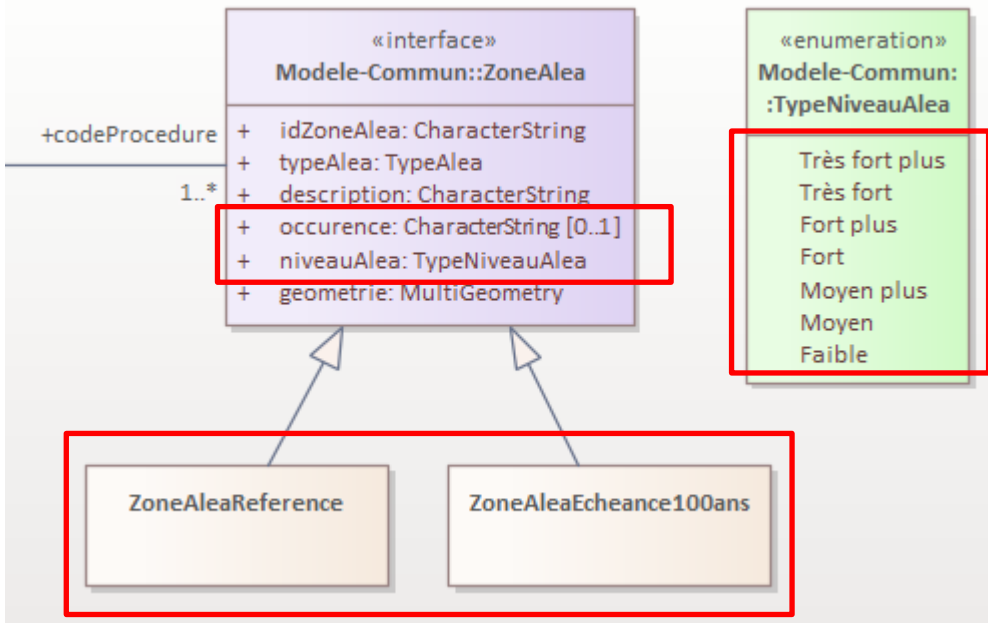 «interface»
Modele-Commun::ZoneAlea
+codeProcedure
1..*
+ idZoneAlea: CharacterString
+ typeAlea: TypeAlea
+ description: CharacterString
+ occurence: CharacterString [0..1]
+ niveauAlea: TypeNiveauAlea
+ geometrie: MultiGeometry
«enumeration»
Modele-Commun:
:TypeNiveauAlea
Très fort plus
Très fort
Fort plus
Fort
Moyen plus
Moyen
Faible
ZoneAleaReference
ZoneAleaEcheance100ans